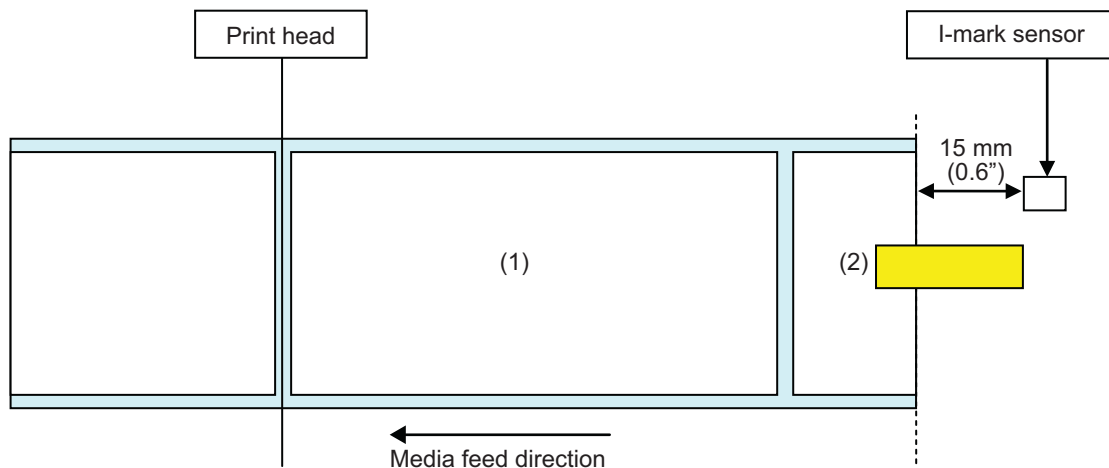 Print head
I-mark sensor
15 mm
(0.6”)
(1)
(2)
Media feed direction